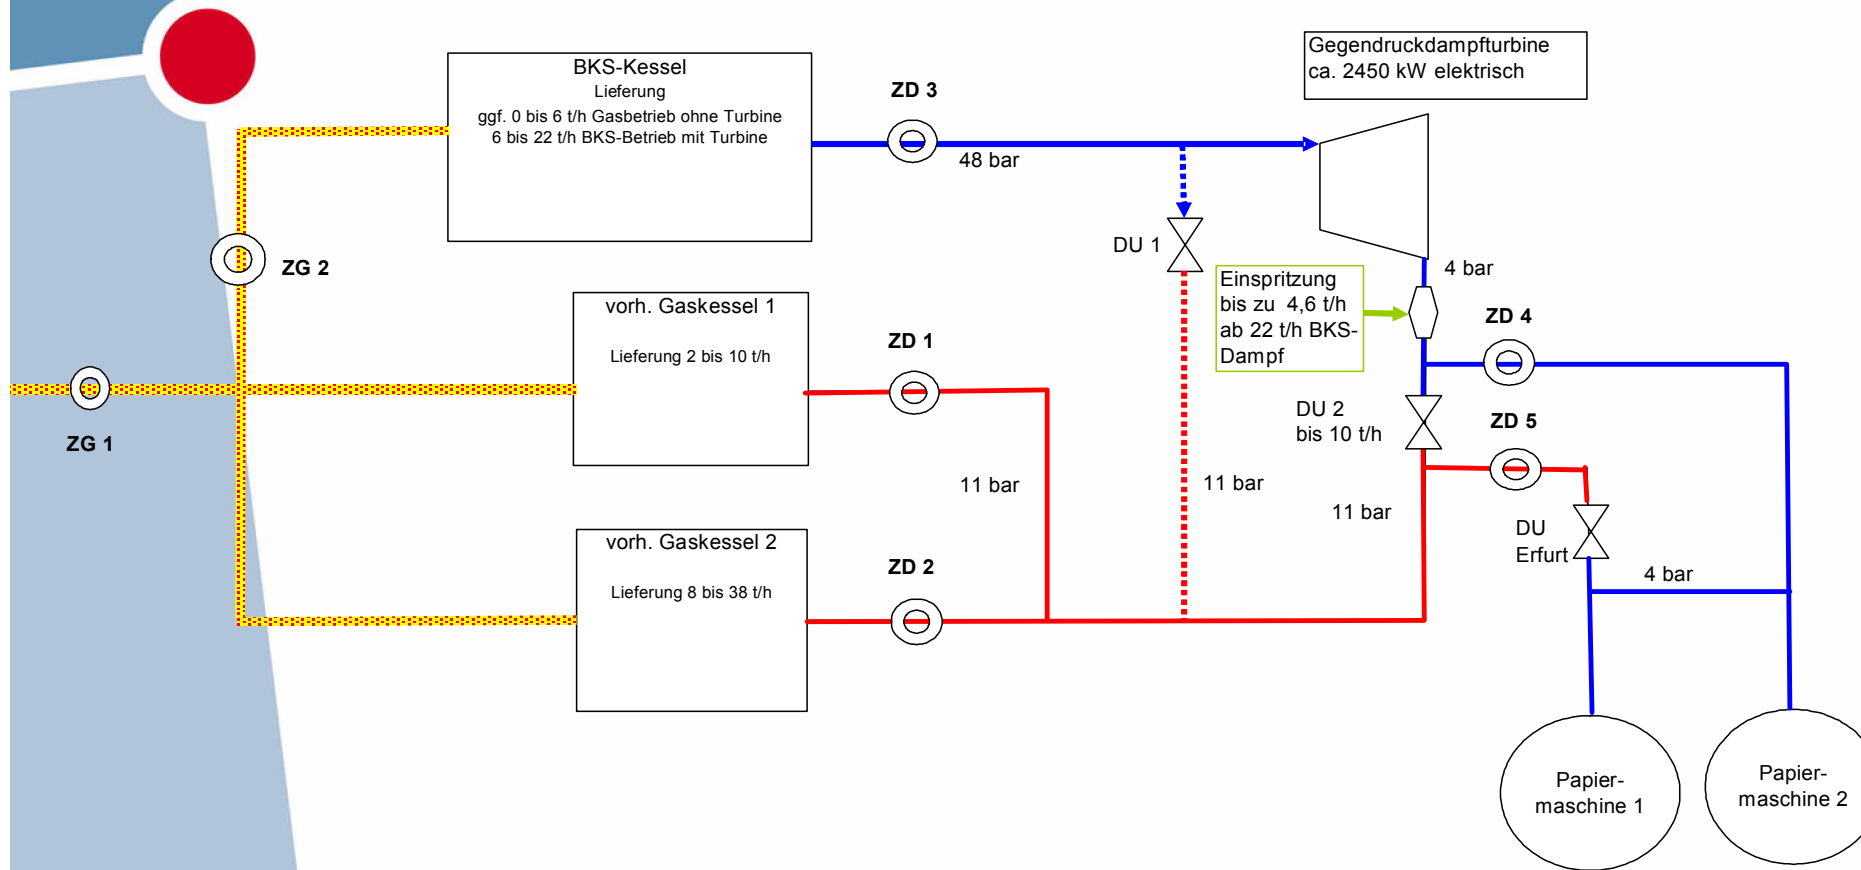 Gegendruckdampfturbine
ca. 2450 kW elektrisch
BKS-Kessel
Lieferung
ggf. 0 bis 6 t/h Gasbetrieb ohne Turbine
6 bis 22 t/h BKS-Betrieb mit Turbine
ZD 3
48 bar
DU 1
ZG 2
4 bar
Einspritzung
bis zu 4,6 t/h
ab 22 t/h BKS-
Dampf
vorh. Gaskessel 1
Lieferung 2 bis 10 t/h
ZD 1
ZD 4
ZG 1
DU 2
bis 10 t/h
ZD 5
11 bar
11 bar
11 bar
DU
Erfurt
vorh. Gaskessel 2
Lieferung 8 bis 38 t/h
ZD 2
4 bar
Papier-
maschine 1
Papier-
maschine 2